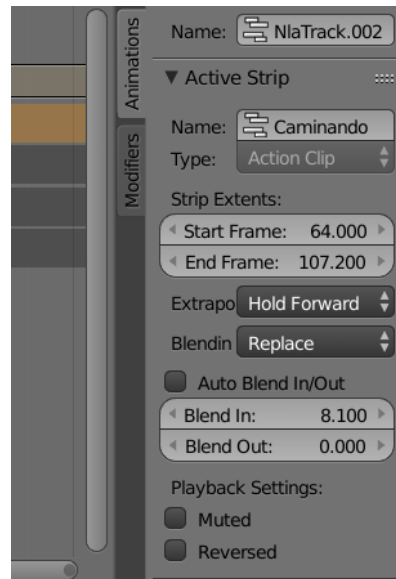 Animations
Modifiers
Name: NlaTrack.002
Active Strip
Name: Caminando
Type: Action Clip
Strip Extents:
Start Frame: 64.000
End Frame: 107.200
Extrapo Hold Forward
Blendin Replace
Auto Blend In/Out
Blend In: 8.100
Blend Out: 0.000
Playback Settings:
Muted
Reversed